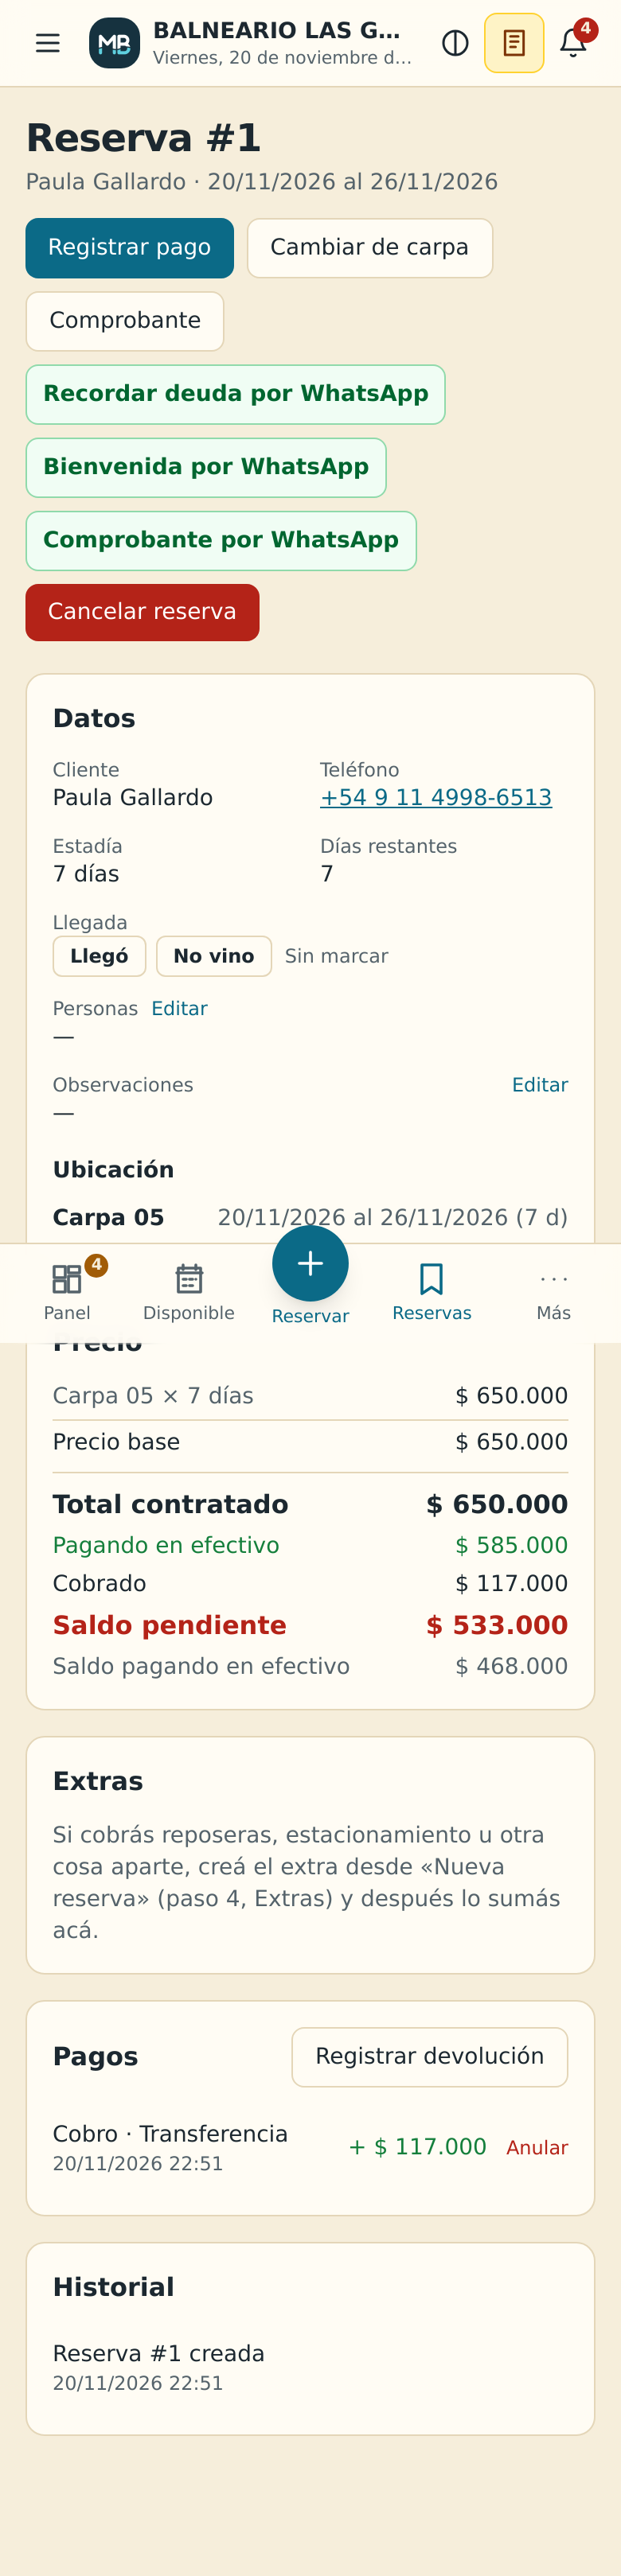 MB
BALNEARIO LAS G...
Viernes, 20 de noviembre d...
4
Reserva #1
Paula Gallardo · 20/11/2026 al 26/11/2026
Registrar pago
Cambiar de carpa
Comprobante
Recordar deuda por WhatsApp
Bienvenida por WhatsApp
Comprobante por WhatsApp
Cancelar reserva
Datos
Cliente
Teléfono
Paula Gallardo
+54 9 11 4998-6513
Estadía
Días restantes
7 días
7
Llegada
Llegó
No vino
Sin marcar
Personas Editar
—
Observaciones
Editar
—
Ubicación
Carpa 05
20/11/2026 al 26/11/2026 (7 d)
4
Panel
Disponible
Reservar
Reservas
Más
Precio
Carpa 05 × 7 días
$ 650.000
Precio base
$ 650.000
Total contratado
$ 650.000
Pagando en efectivo
$ 585.000
Cobrado
$ 117.000
Saldo pendiente
$ 533.000
Saldo pagando en efectivo
$ 468.000
Extras
Si cobrás reposeras, estacionamiento u otra
cosa aparte, creá el extra desde «Nueva
reserva» (paso 4, Extras) y después lo sumás
acá.
Pagos
Registrar devolución
Cobro · Transferencia
20/11/2026 22:51
+ $ 117.000
Anular
Historial
Reserva #1 creada
20/11/2026 22:51